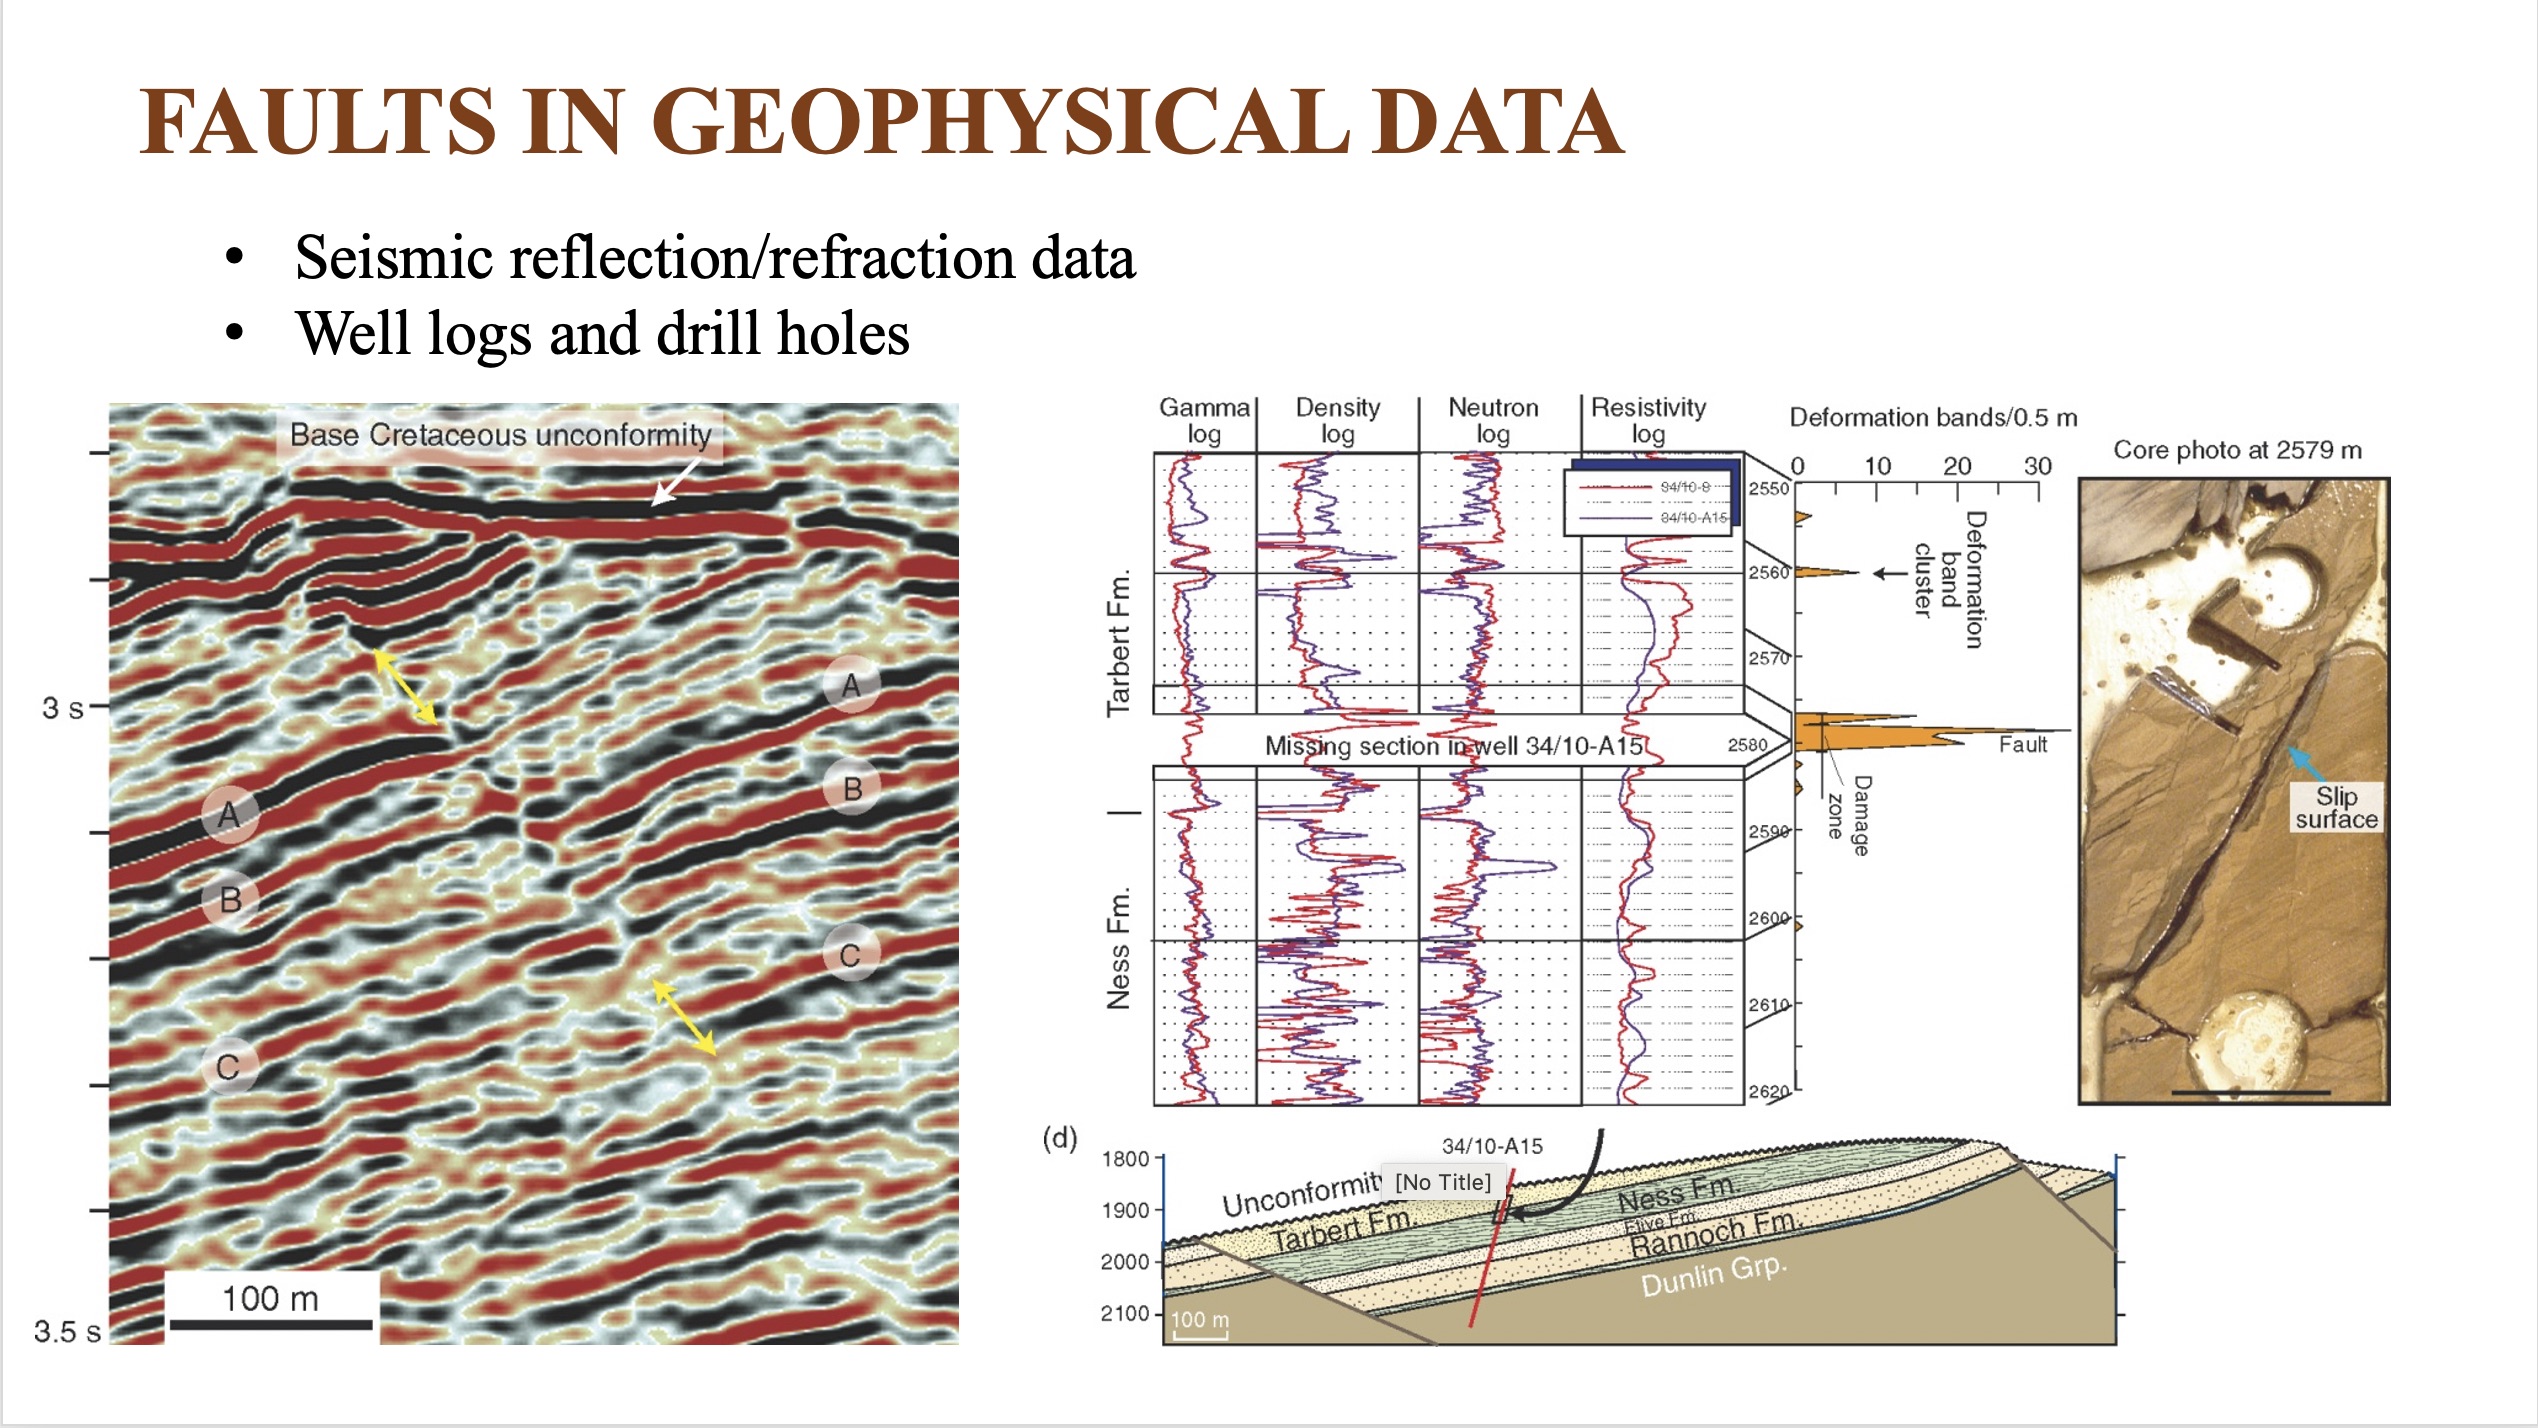 FAULTS IN GEOPHYSICAL DATA
• Seismic reflection/refraction data
• Well logs and drill holes
Base Cretaceous unconformity
A
A
B
B
C
C
3 s
3.5 s
100 m
Gamma log
Density log
Neutron log
Resistivity log
34/10-8
34/10-A15
Tarbert Fm.
Ness Fm.
Missing section in well 34/10-A15
Deformation bands/0.5 m
0 10 20 30
2550
2560
2570
2580
2590
2600
2610
2620
Deformation
band
cluster
Fault
Damage
zone
Core photo at 2579 m
Slip
surface
(d)
34/10-A15
[No Title]
1800
1900
2000
2100
Unconformity
Tarbert Fm.
Ness Fm.
Etive Fm.
Rannoch Fm.
Dunlin Grp.
100 m